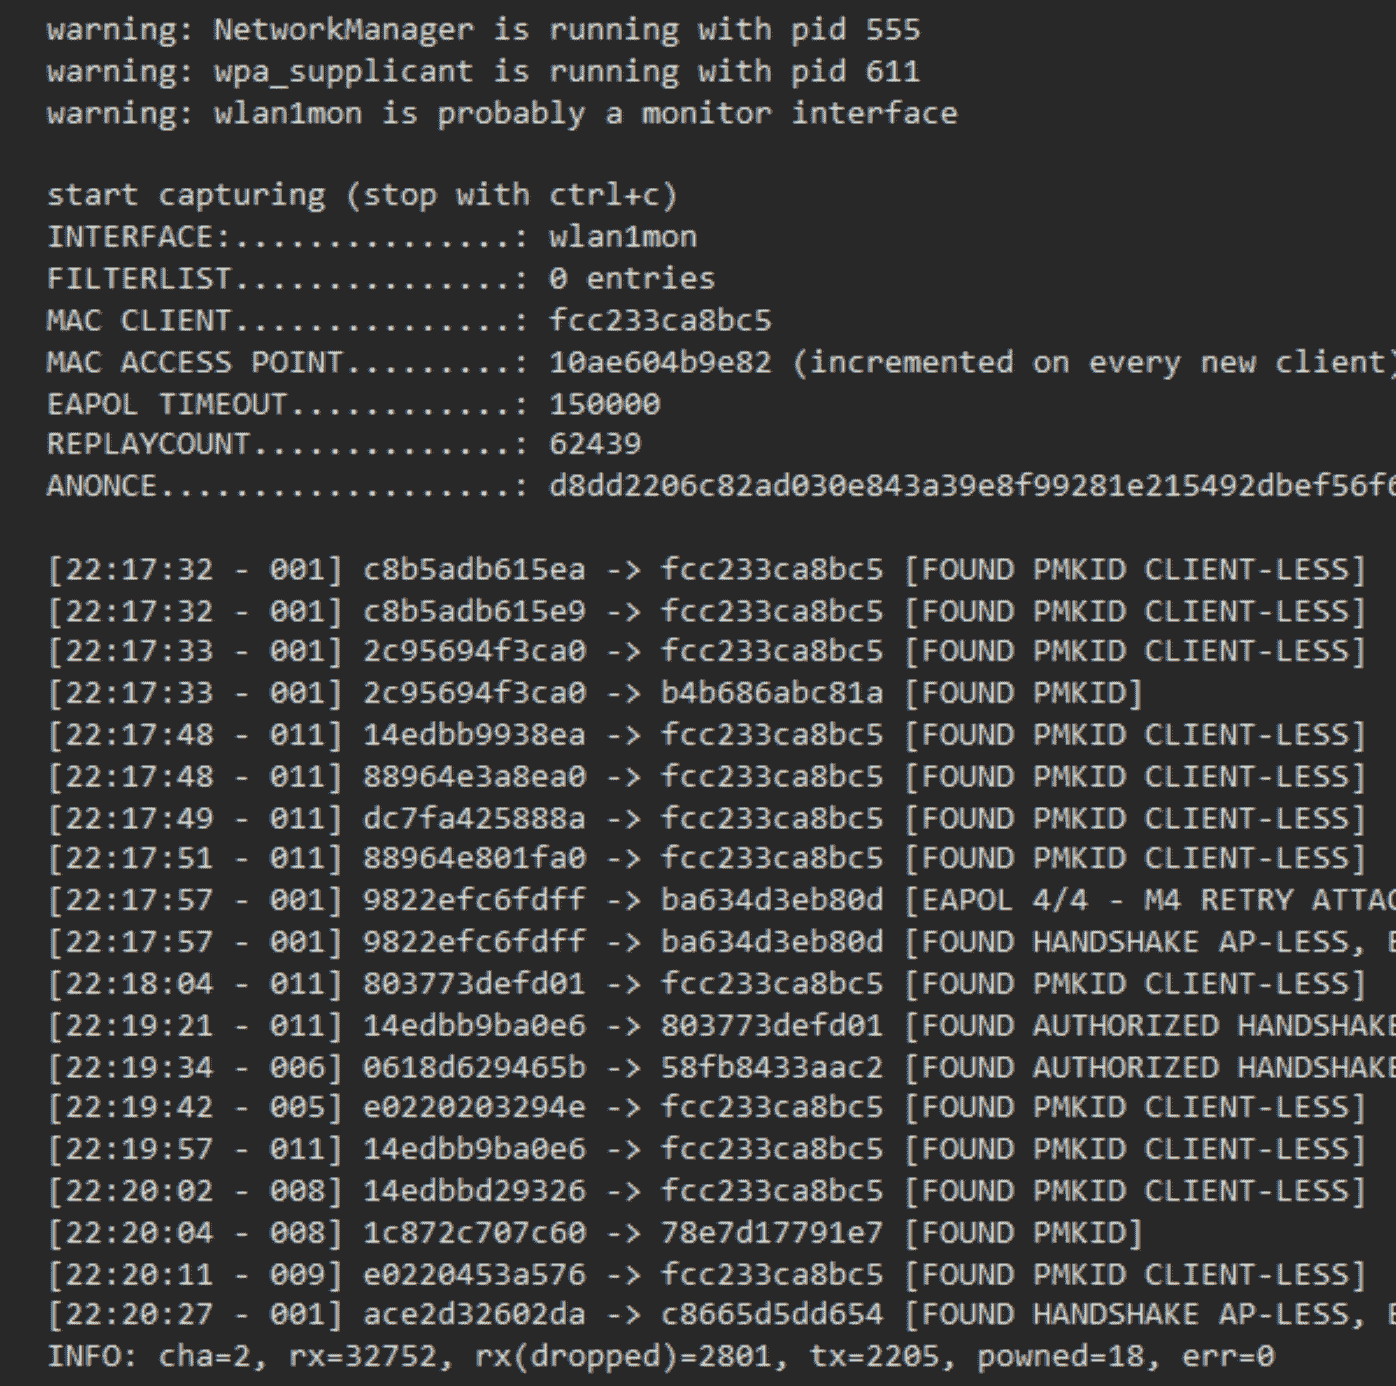 warning: NetworkManager is running with pid 555
warning: wpa_supplicant is running with pid 611
warning: wlan1mon is probably a monitor interface
start capturing (stop with ctrl+c)
INTERFACE:...............: wlan1mon
FILTERLIST...............: 0 entries
MAC CLIENT...............: fcc233ca8bc5
MAC ACCESS POINT.........: 10ae604b9e82 (incremented on every new client)
EAPOL TIMEOUT............: 150000
REPLAYCOUNT..............: 62439
ANONCE...................: d8dd2206c82ad030e843a39e8f99281e215492dbef56f6
[22:17:32 - 001] c8b5adb615ea -> fcc233ca8bc5 [FOUND PMKID CLIENT-LESS]
[22:17:32 - 001] c8b5adb615e9 -> fcc233ca8bc5 [FOUND PMKID CLIENT-LESS]
[22:17:33 - 001] 2c95694f3ca0 -> fcc233ca8bc5 [FOUND PMKID CLIENT-LESS]
[22:17:33 - 001] 2c95694f3ca0 -> b4b686abc81a [FOUND PMKID]
[22:17:48 - 011] 14edbb9938ea -> fcc233ca8bc5 [FOUND PMKID CLIENT-LESS]
[22:17:48 - 011] 88964e3a8ea0 -> fcc233ca8bc5 [FOUND PMKID CLIENT-LESS]
[22:17:49 - 011] dc7fa425888a -> fcc233ca8bc5 [FOUND PMKID CLIENT-LESS]
[22:17:51 - 011] 88964e801fa0 -> fcc233ca8bc5 [FOUND PMKID CLIENT-LESS]
[22:17:57 - 001] 9822efc6fdff -> ba634d3eb80d [EAPOL 4/4 - M4 RETRY ATTAC
[22:17:57 - 001] 9822efc6fdff -> ba634d3eb80d [FOUND HANDSHAKE AP-LESS, E
[22:18:04 - 011] 803773defd01 -> fcc233ca8bc5 [FOUND PMKID CLIENT-LESS]
[22:19:21 - 011] 14edbb9ba0e6 -> 803773defd01 [FOUND AUTHORIZED HANDSHAKE
[22:19:34 - 006] 0618d629465b -> 58fb8433aac2 [FOUND AUTHORIZED HANDSHAKE
[22:19:42 - 005] e0220203294e -> fcc233ca8bc5 [FOUND PMKID CLIENT-LESS]
[22:19:57 - 011] 14edbb9ba0e6 -> fcc233ca8bc5 [FOUND PMKID CLIENT-LESS]
[22:20:02 - 008] 14edbbd29326 -> fcc233ca8bc5 [FOUND PMKID CLIENT-LESS]
[22:20:04 - 008] 1c872c707c60 -> 78e7d17791e7 [FOUND PMKID]
[22:20:11 - 009] e0220453a576 -> fcc233ca8bc5 [FOUND PMKID CLIENT-LESS]
[22:20:27 - 001] ace2d32602da -> c8665d5dd654 [FOUND HANDSHAKE AP-LESS, E
INFO: cha=2, rx=32752, rx(dropped)=2801, tx=2205, powned=18, err=0